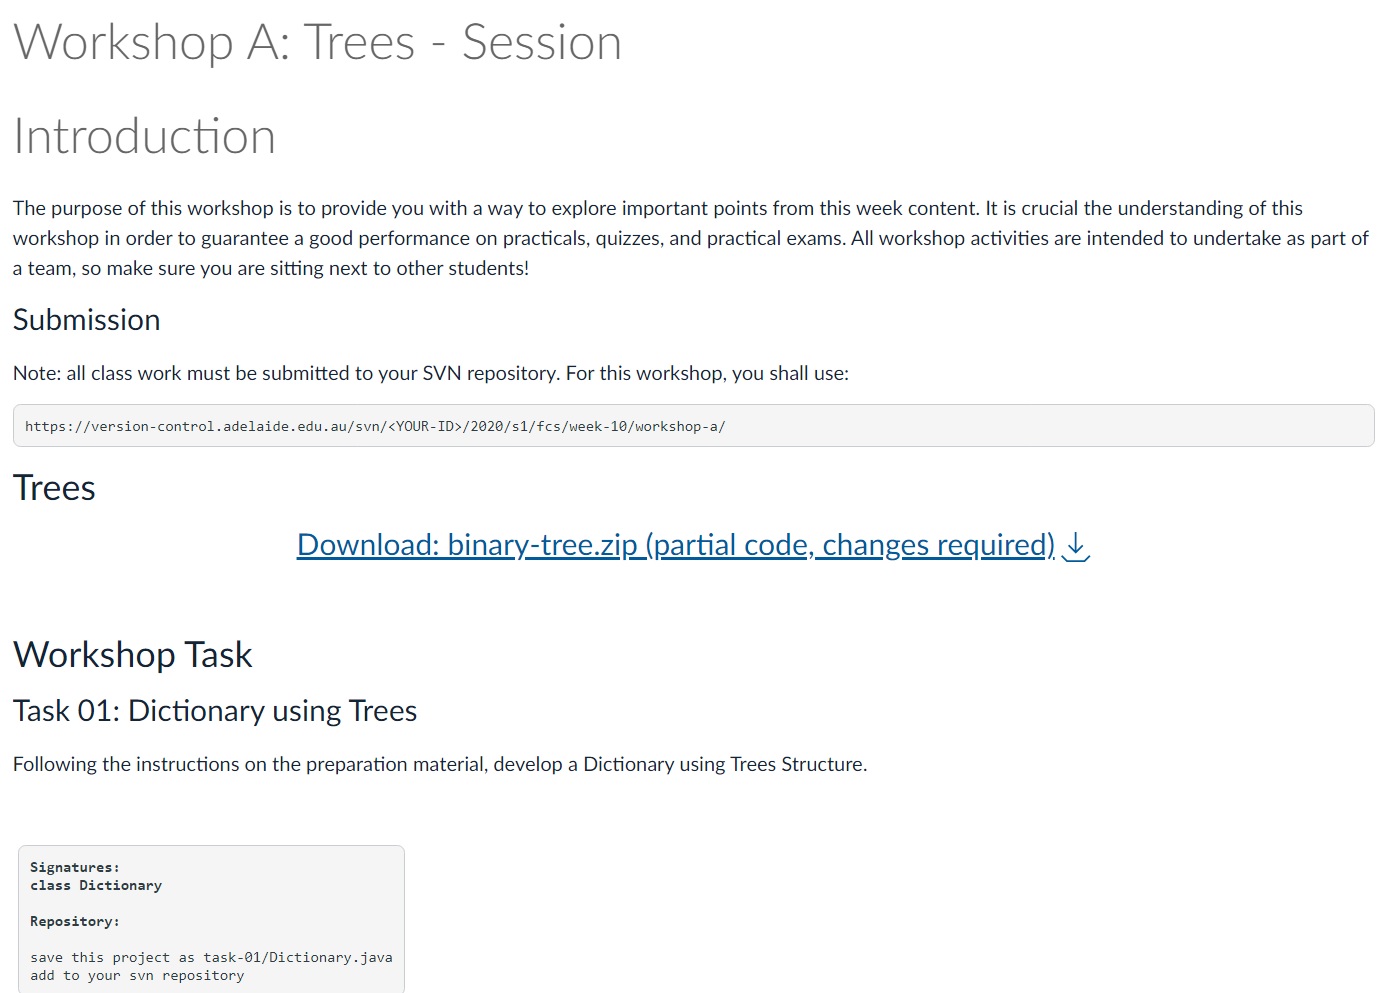 Workshop A: Trees - Session
Introduction
The purpose of this workshop is to provide you with a way to explore important points from this week content. It is crucial the understanding of this
workshop in order to guarantee a good performance on practicals, quizzes, and practical exams. All workshop activities are intended to undertake as part of
a team, so make sure you are sitting next to other students!
Submission
Note: all class work must be submitted to your SVN repository. For this workshop, you shall use:
https://version-control.adelaide.edu.au/svn/<YOUR-ID>/2020/s1/fcs/week-10/workshop-a/
Trees
Download: binary-tree.zip (partial code, changes required)
Workshop Task
Task 01: Dictionary using Trees
Following the instructions on the preparation material, develop a Dictionary using Trees Structure.
Signatures:
class Dictionary
Repository:
save this project as task-01/Dictionary.java
add to your svn repository